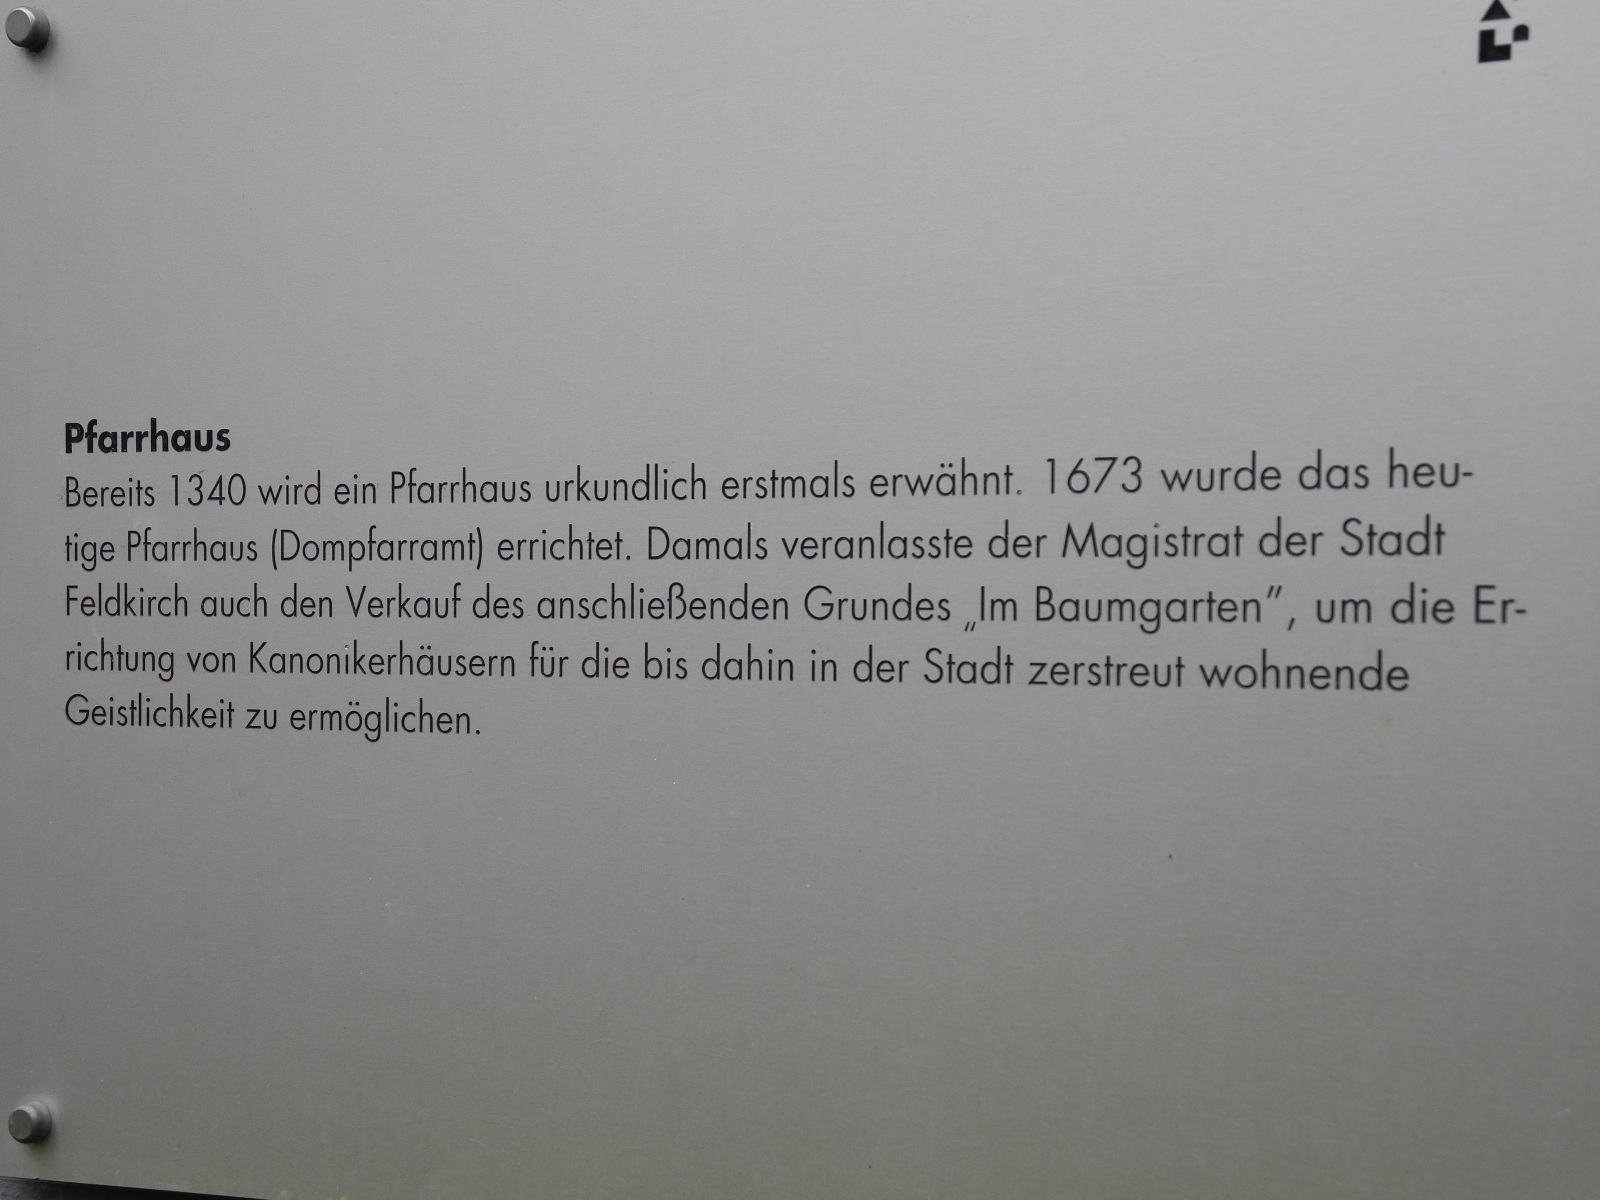 Pfarrhaus
Bereits 1340 wird ein Pfarrhaus urkundlich erstmals erwähnt. 1673 wurde das heu-
tige Pfarrhaus (Dompfarramt) errichtet. Damals veranlasste der Magistrat der Stadt
Feldkirch auch den Verkauf des anschließenden Grundes „Im Baumgarten”, um die Er-
richtung von Kanonikerhäusern für die bis dahin in der Stadt zerstreut wohnende
Geistlichkeit zu ermöglichen.